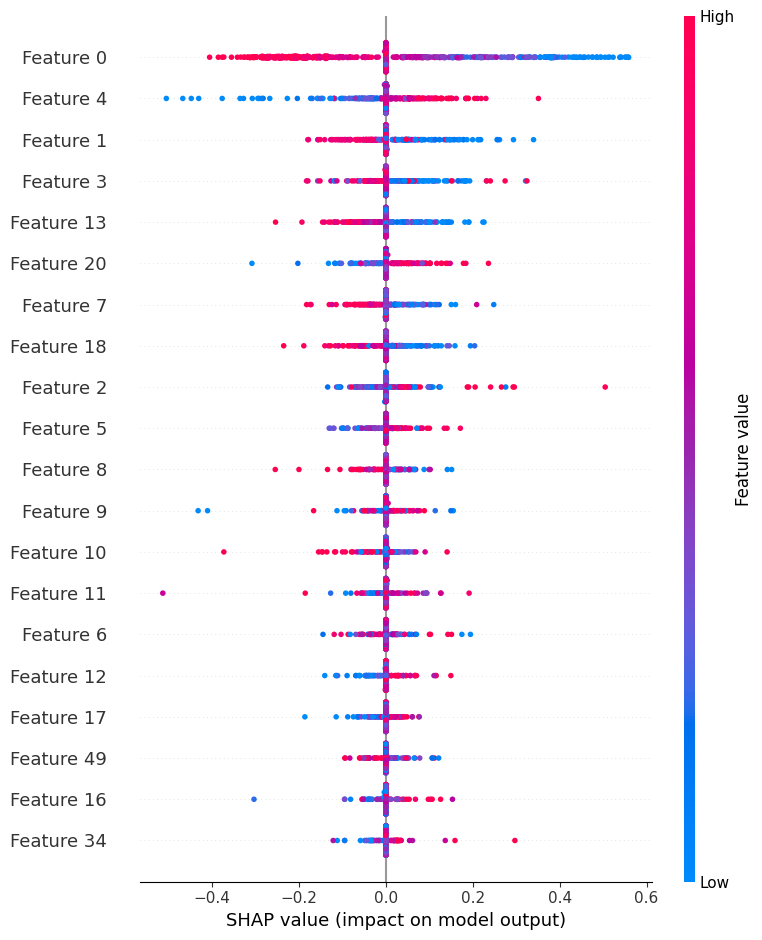 High
Feature 0
Feature 4
Feature 1
Feature 3
Feature 13
Feature 20
Feature 7
Feature 18
Feature 2
Feature 5
Feature 8
Feature 9
Feature 10
Feature 11
Feature 6
Feature 12
Feature 17
Feature 49
Feature 16
Feature 34
Feature value
Low
−0.4 −0.2 0.0 0.2 0.4 0.6
SHAP value (impact on model output)